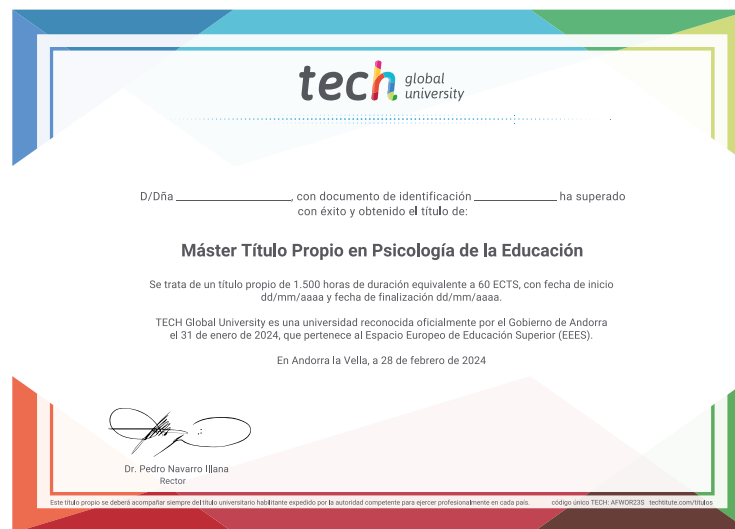 tech global university
D/Dña ____________________, con documento de identificación ______________ ha superado
con éxito y obtenido el título de:
Máster Título Propio en Psicología de la Educación
Se trata de un título propio de 1.500 horas de duración equivalente a 60 ECTS, con fecha de inicio
dd/mm/aaaa y fecha de finalización dd/mm/aaaa.
TECH Global University es una universidad reconocida oficialmente por el Gobierno de Andorra
el 31 de enero de 2024, que pertenece al Espacio Europeo de Educación Superior (EEES).
En Andorra la Vella, a 28 de febrero de 2024
Dr. Pedro Navarro Illana
Rector
Este título propio se deberá acompañar siempre del título universitario habilitante expedido por la autoridad competente para ejercer profesionalmente en cada país. código único TECH: AFWOR23S techtitute.com/titulos